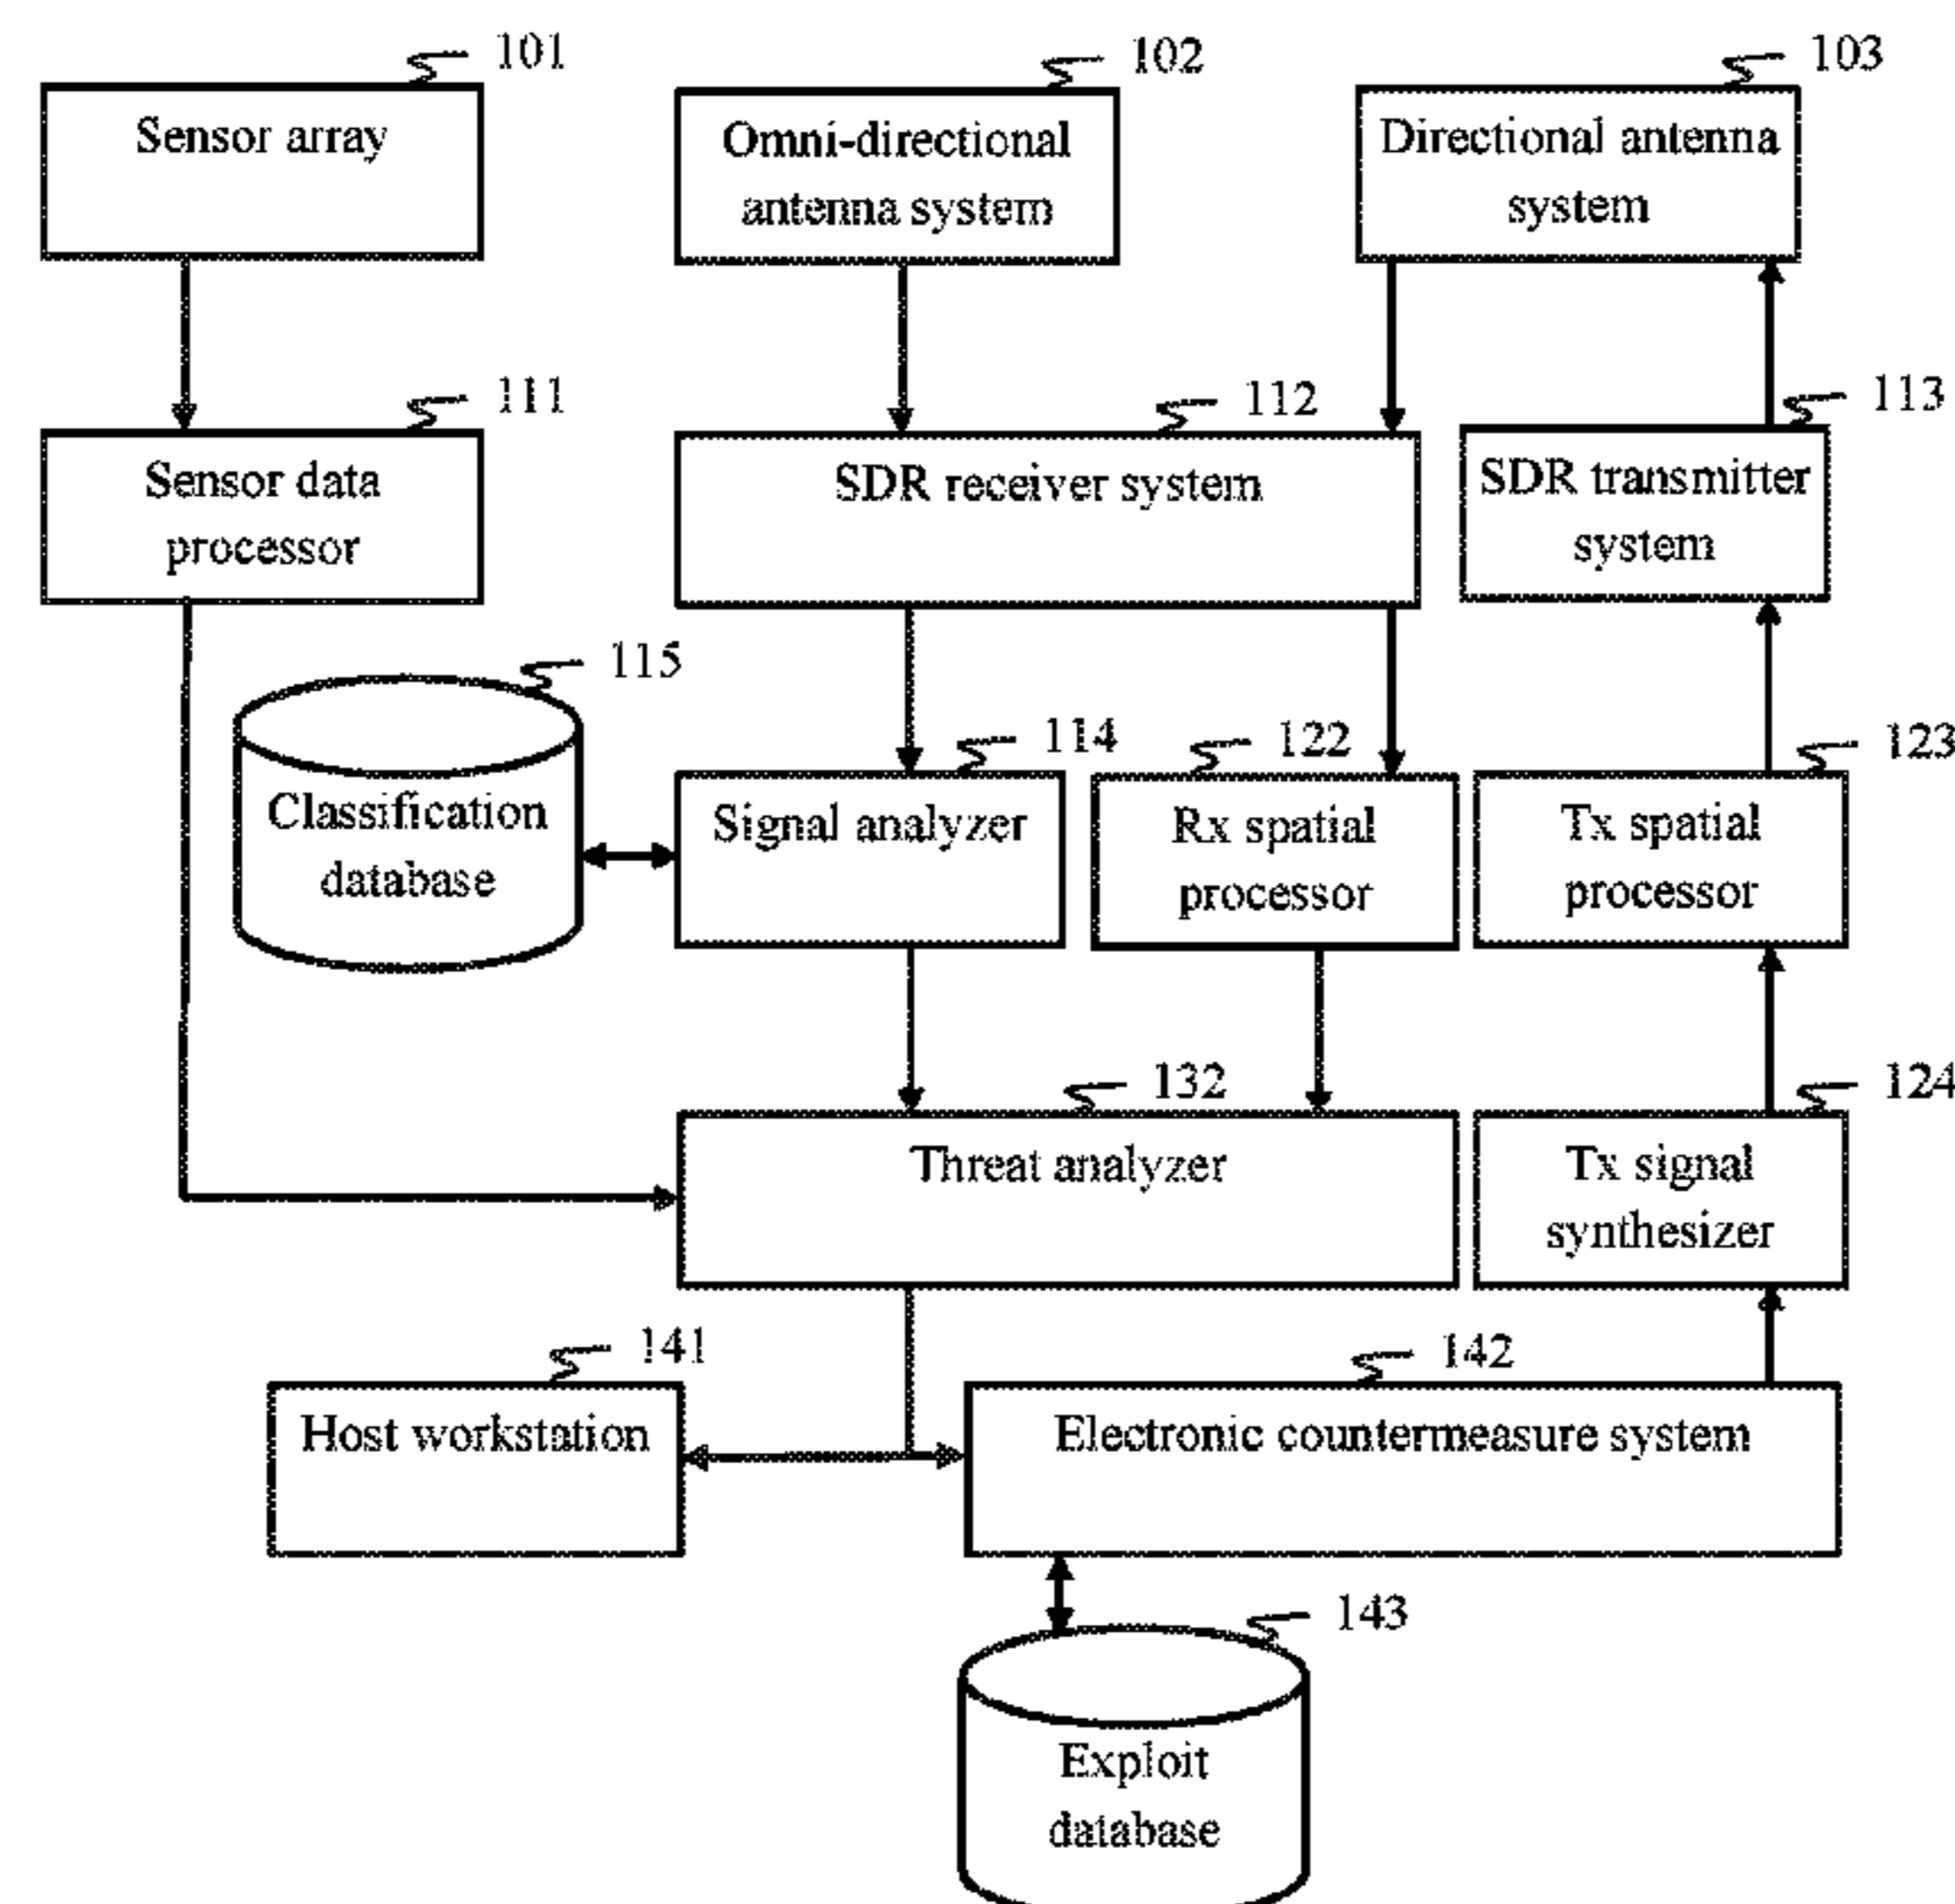 101
102
103
Sensor array
Omni-directional
antenna system
Directional antenna
system
111
112
113
Sensor data
processor
SDR receiver system
SDR transmitter
system
115
114
122
123
Classification
database
Signal analyzer
Rx spatial
processor
Tx spatial
processor
132
124
Threat analyzer
Tx signal
synthesizer
141
142
Host workstation
Electronic countermeasure system
143
Exploit
database